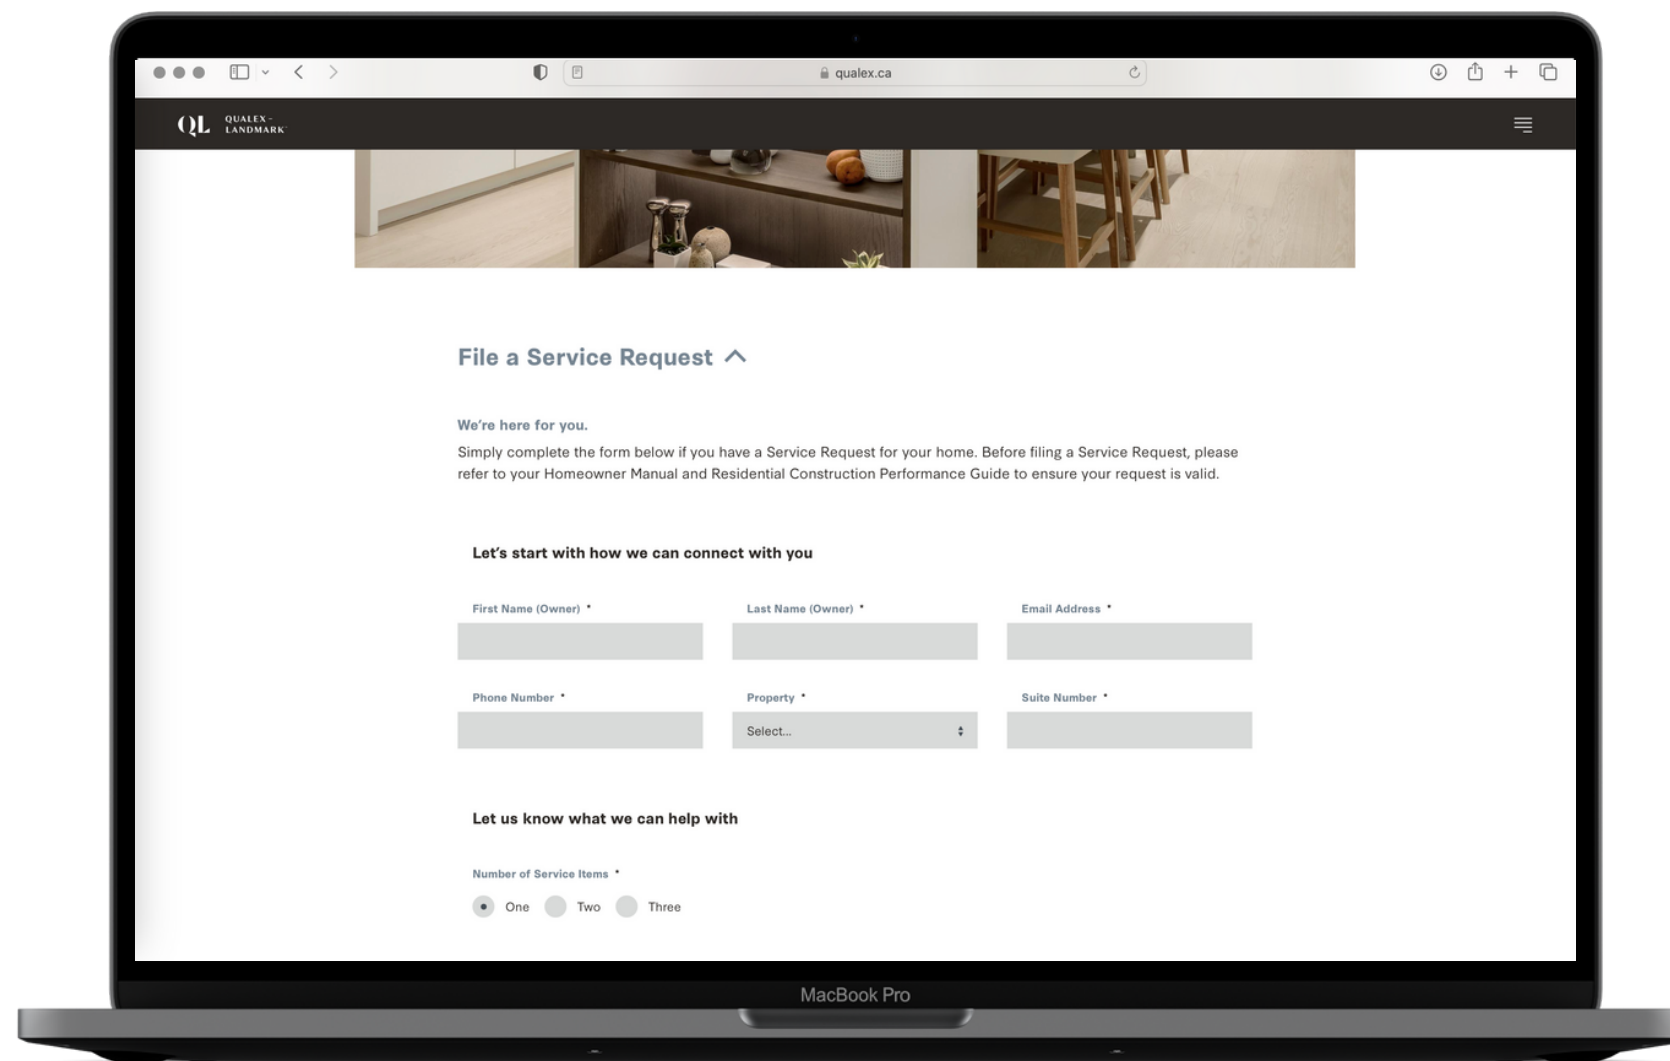 qualex.ca
QL
QUALEX-
LANDMARK
File a Service Request
We're here for you.
Simply complete the form below if you have a Service Request for your home. Before filing a Service Request, please
refer to your Homeowner Manual and Residential Construction Performance Guide to ensure your request is valid.
Let's start with how we can connect with you
First Name (Owner) *
Last Name (Owner) *
Email Address *
Phone Number *
Property *
Suite Number *
Select...
Let us know what we can help with
Number of Service Items *
One
Two
Three
MacBook Pro